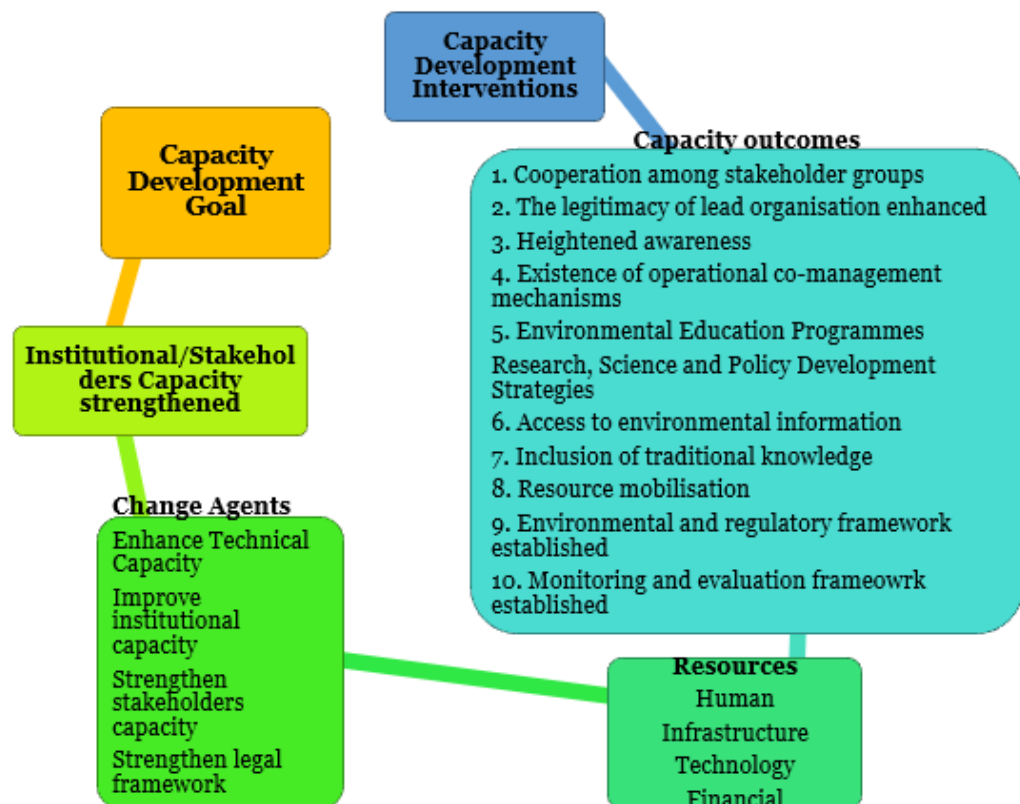 Capacity
Development
Goal
Institutional/Stakehol
ders Capacity
strengthened
Change Agents
Enhance Technical
Capacity
Improve
institutional
capacity
Strengthen
stakeholders
capacity
Strengthen legal
framework
Resources
Human
Infrastructure
Technology
Financial
Capacity outcomes
1. Cooperation among stakeholder groups
2. The legitimacy of lead organisation enhanced
3. Heightened awareness
4. Existence of operational co-management
mechanisms
5. Environmental Education Programmes
Research, Science and Policy Development
Strategies
6. Access to environmental information
7. Inclusion of traditional knowledge
8. Resource mobilisation
9. Environmental and regulatory framework
established
10. Monitoring and evaluation frameowrk
established
Capacity
Development
Interventions